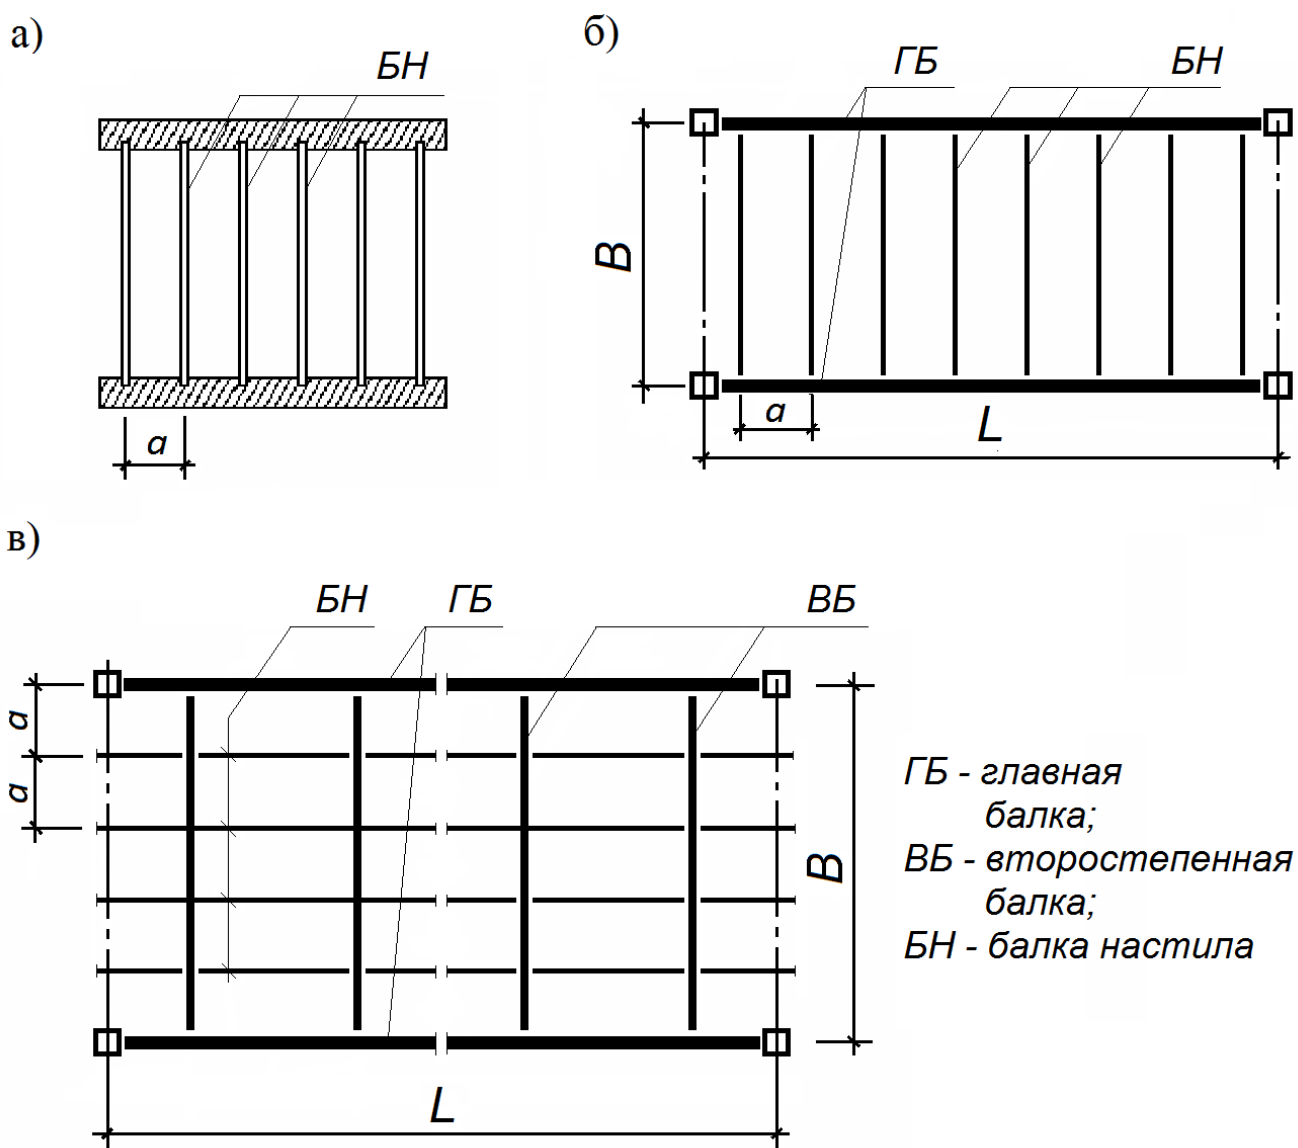 а)
БН
а
б)
ГБ
БН
В
а
L
в)
БН
ГБ
ВБ
а
а
В
L
ГБ - главная
балка;
ВБ - второстепенная
балка;
БН - балка настила